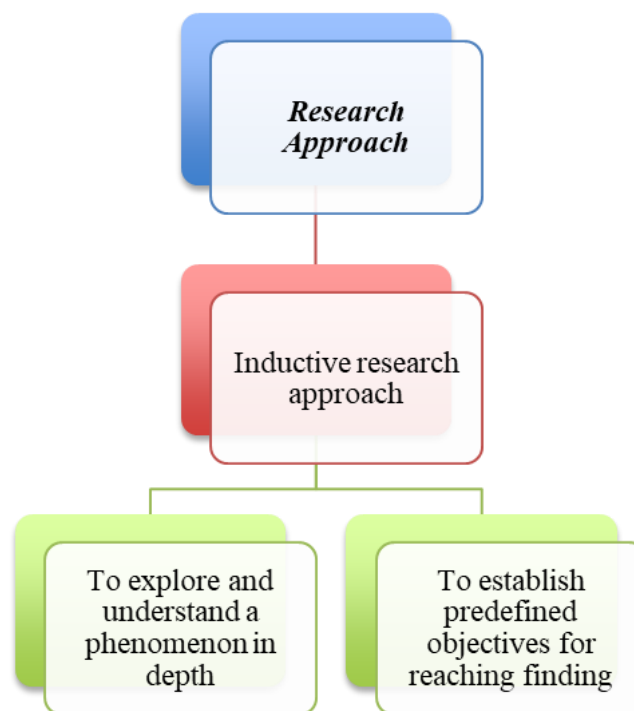 Research
Approach
Inductive research
approach
To explore and
understand a
phenomenon in
depth
To establish
predefined
objectives for
reaching finding